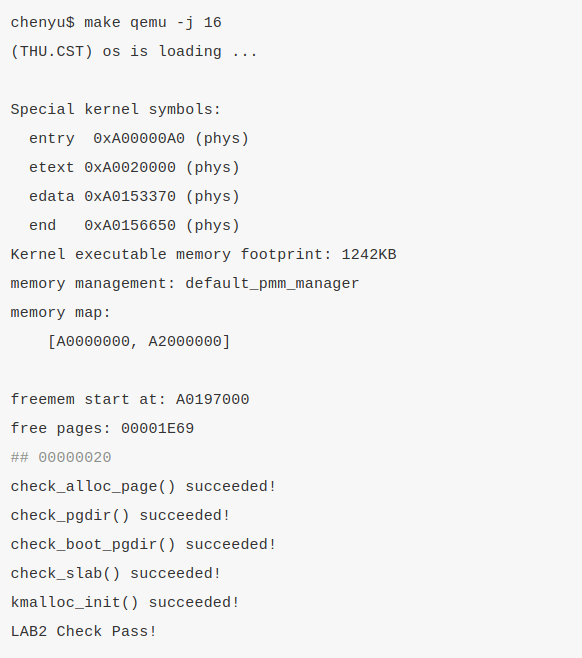 chenyu$ make qemu -j 16
(THU.CST) os is loading ...
Special kernel symbols:
  entry  0xA00000A0 (phys)
  etext 0xA0020000 (phys)
  edata 0xA0153370 (phys)
  end   0xA0156650 (phys)
Kernel executable memory footprint: 1242KB
memory management: default_pmm_manager
memory map:
    [A0000000, A2000000]
freemem start at: A0197000
free pages: 00001E69
## 00000020
check_alloc_page() succeeded!
check_pgdir() succeeded!
check_boot_pgdir() succeeded!
check_slab() succeeded!
kmalloc_init() succeeded!
LAB2 Check Pass!